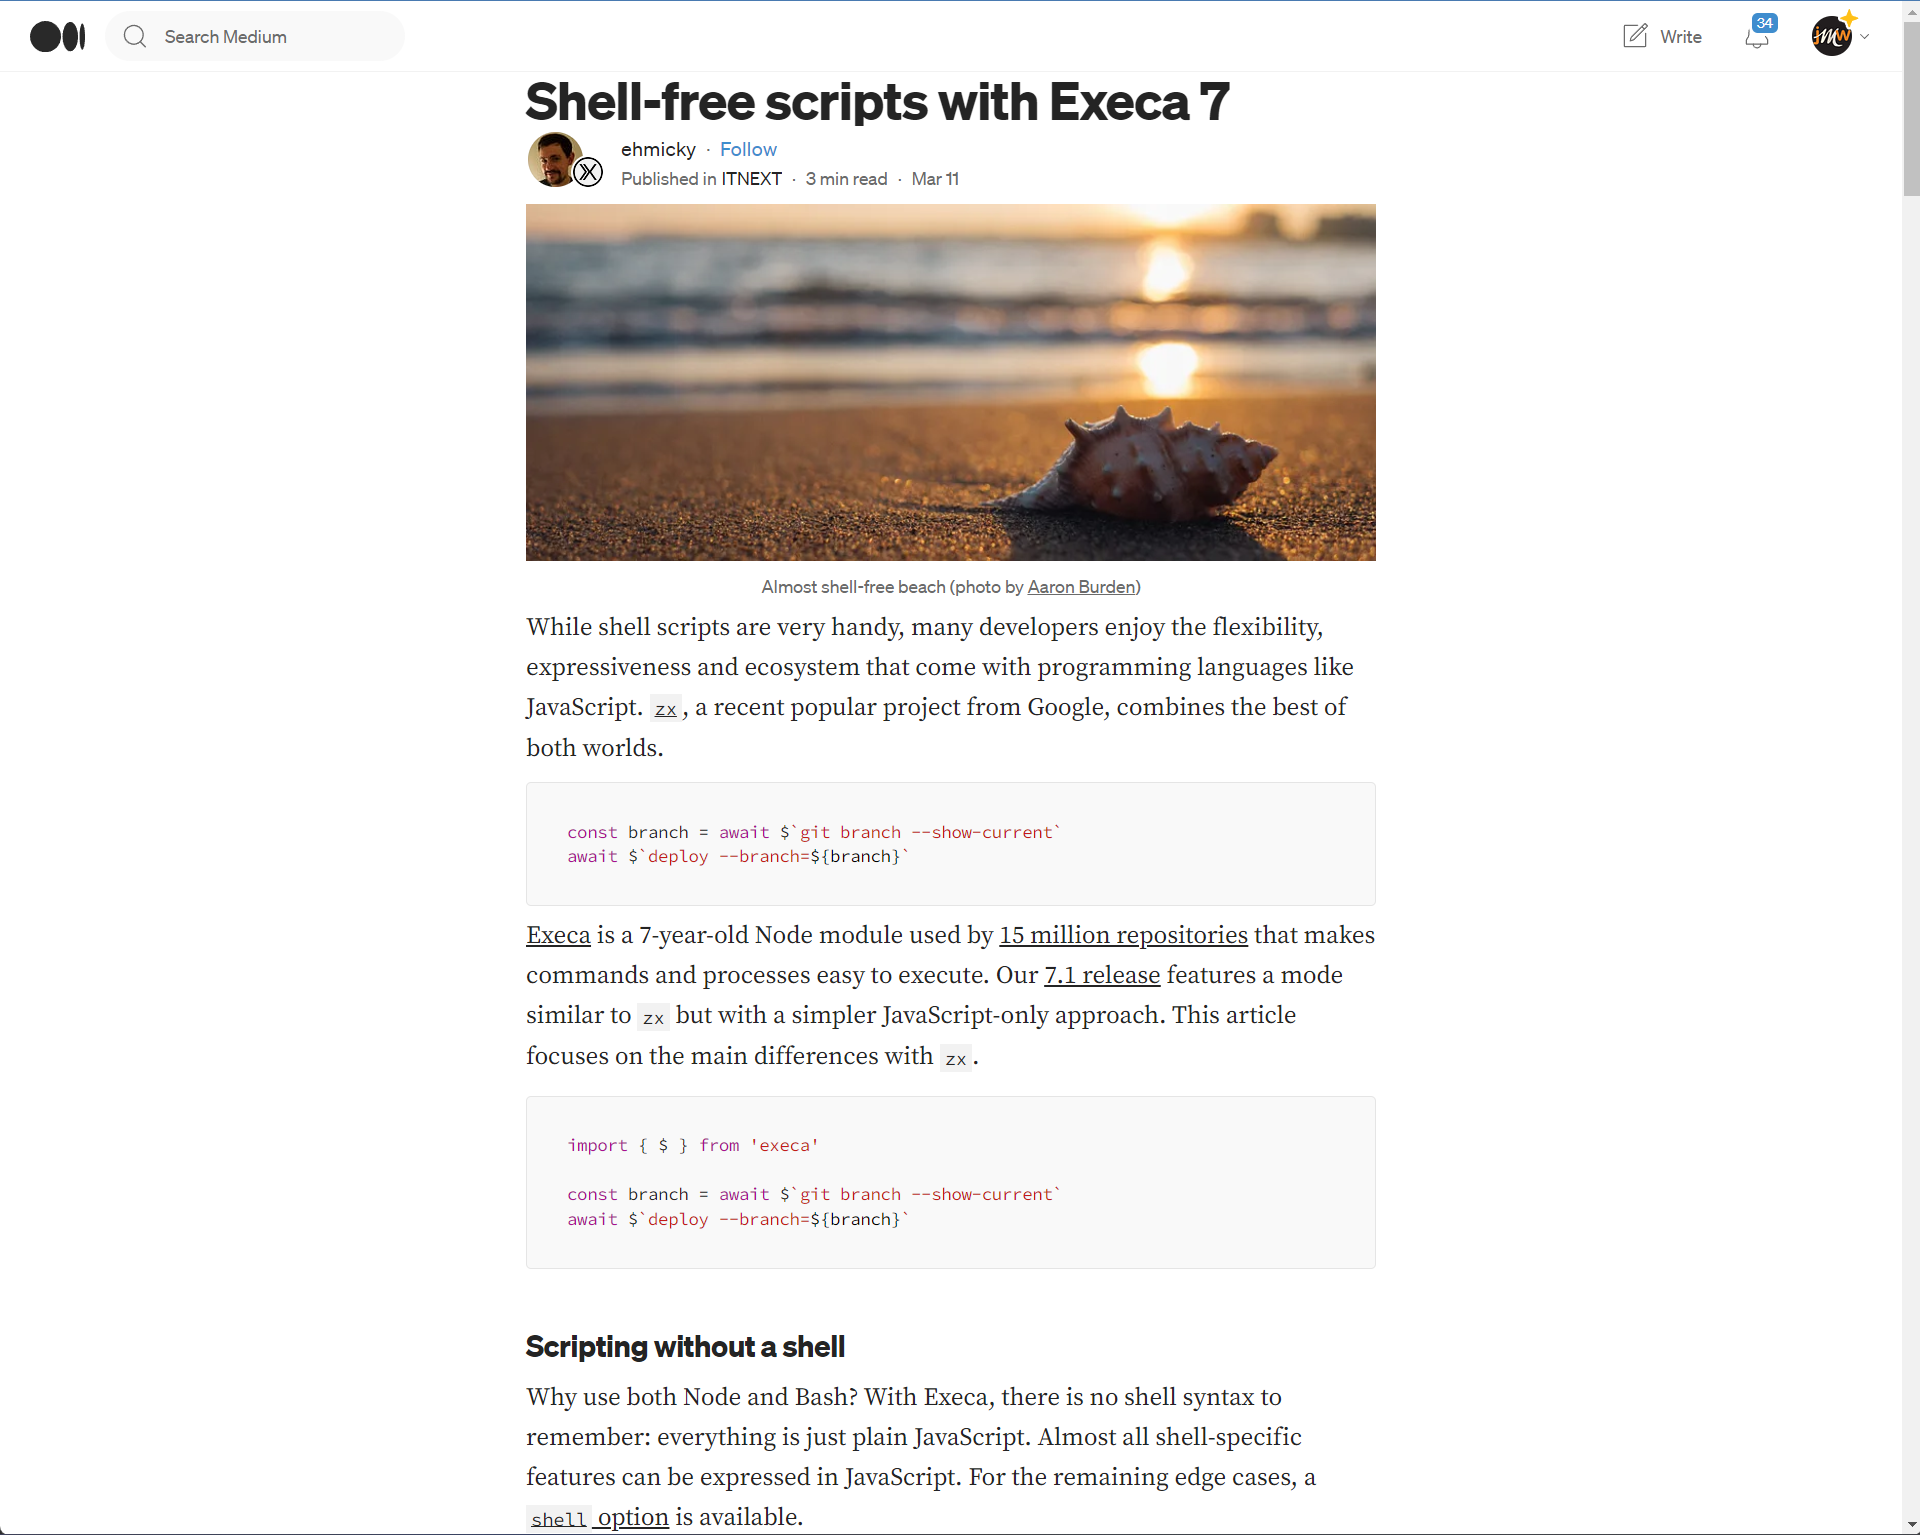 Search Medium
Write
34
jMW
Shell-free scripts with Execa 7
ehmicky · Follow
Published in ITNEXT · 3 min read · Mar 11
Almost shell-free beach (photo by Aaron Burden)
While shell scripts are very handy, many developers enjoy the flexibility,
expressiveness and ecosystem that come with programming languages like
JavaScript. zx, a recent popular project from Google, combines the best of
both worlds.
const branch = await $`git branch --show-current`
await $`deploy --branch=${branch}`
Execa is a 7-year-old Node module used by 15 million repositories that makes
commands and processes easy to execute. Our 7.1 release features a mode
similar to zx but with a simpler JavaScript-only approach. This article
focuses on the main differences with zx.
import { $ } from 'execa'
const branch = await $`git branch --show-current`
await $`deploy --branch=${branch}`
Scripting without a shell
Why use both Node and Bash? With Execa, there is no shell syntax to
remember: everything is just plain JavaScript. Almost all shell-specific
features can be expressed in JavaScript. For the remaining edge cases, a
shell option is available.